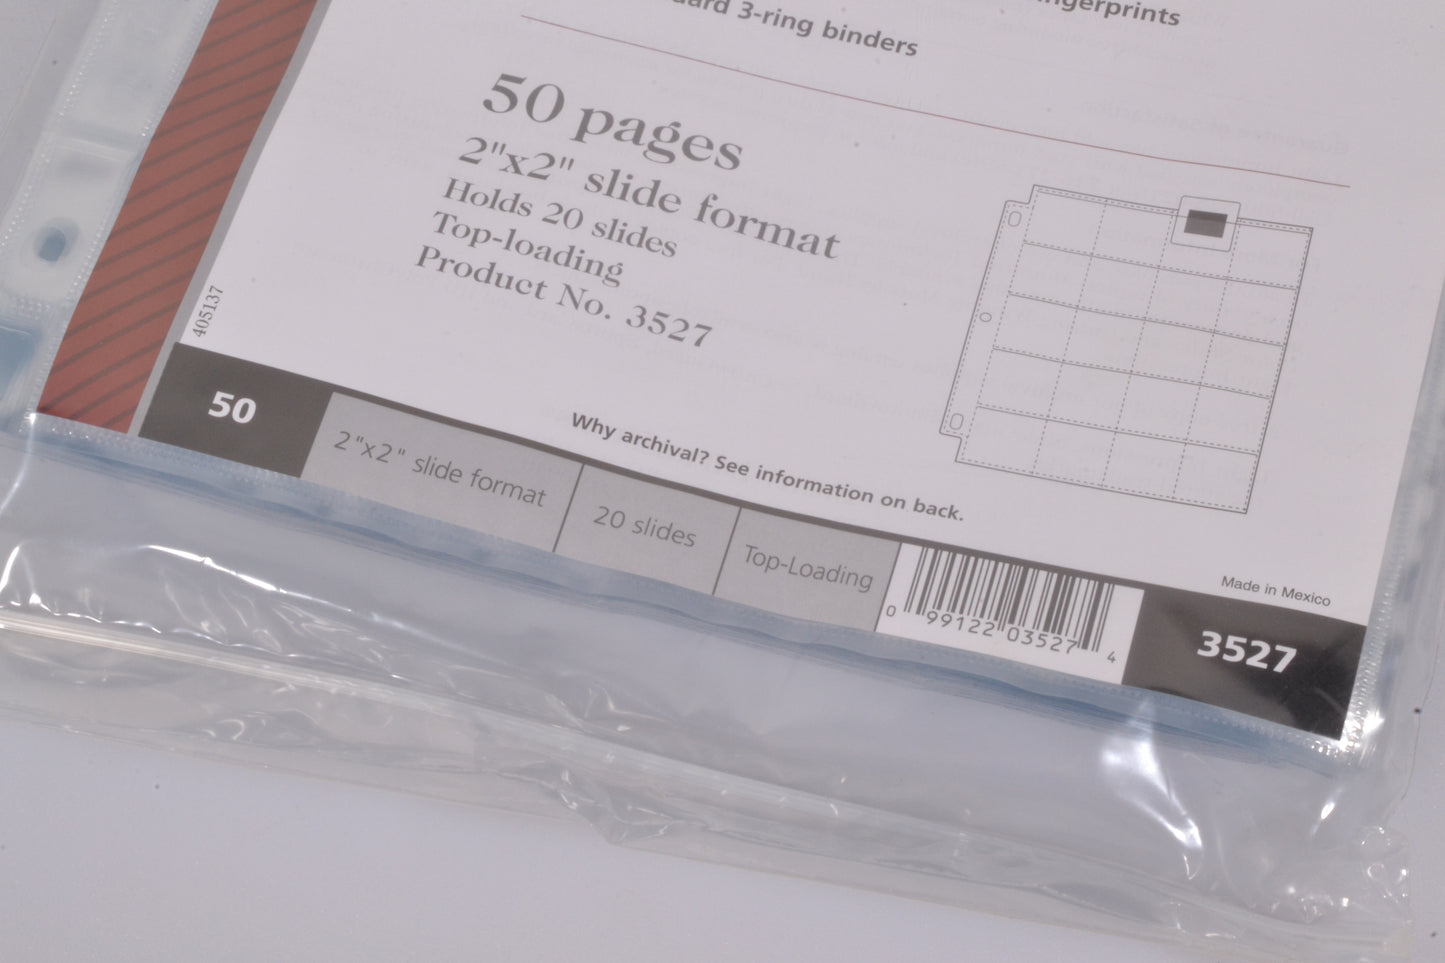 3-ring binders
50 pages
2"x2" slide format
Holds 20 slides
Top-loading
Product No. 3527
405137
Why archival? See information on back.
Made in Mexico
50
2"x2" slide format
20 slides
Top-Loading
0 99122 03527 4
3527